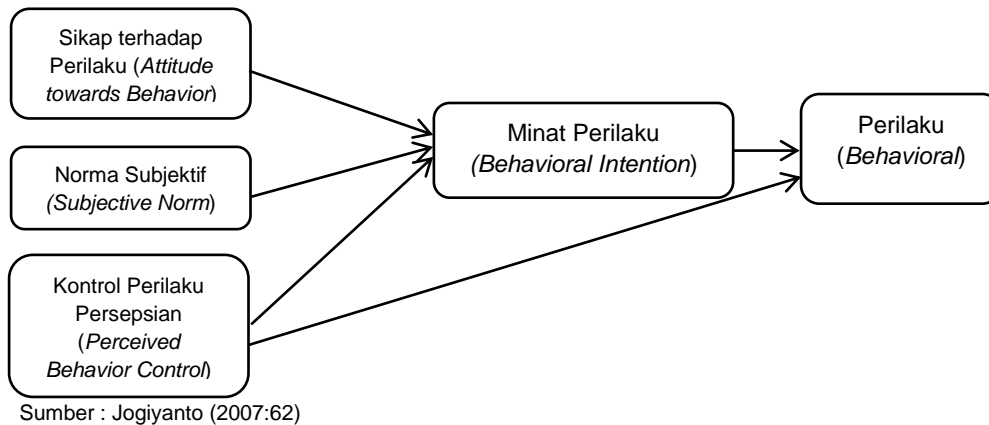 Sikap terhadap
Perilaku (Attitude
towards Behavior)
Norma Subjektif
(Subjective Norm)
Kontrol Perilaku
Persepsian
(Perceived
Behavior Control)
Minat Perilaku
(Behavioral Intention)
Perilaku
(Behavioral)
Sumber : Jogiyanto (2007:62)